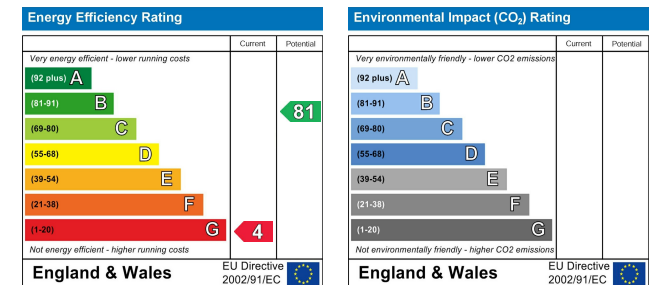 Energy Efficiency Rating
Current Potential
Very energy efficient - lower running costs
(92 plus) A
(81-91) B
81
(69-80) C
(55-68) D
(39-54) E
(21-38) F
(1-20) G
4
Not energy efficient - higher running costs
England & Wales
EU Directive
2002/91/EC
Environmental Impact (CO₂) Rating
Current Potential
Very environmentally friendly - lower CO2 emissions
(92 plus) A
(81-91) B
(69-80) C
(55-68) D
(39-54) E
(21-38) F
(1-20) G
Not environmentally friendly - higher CO2 emissions
England & Wales
EU Directive
2002/91/EC